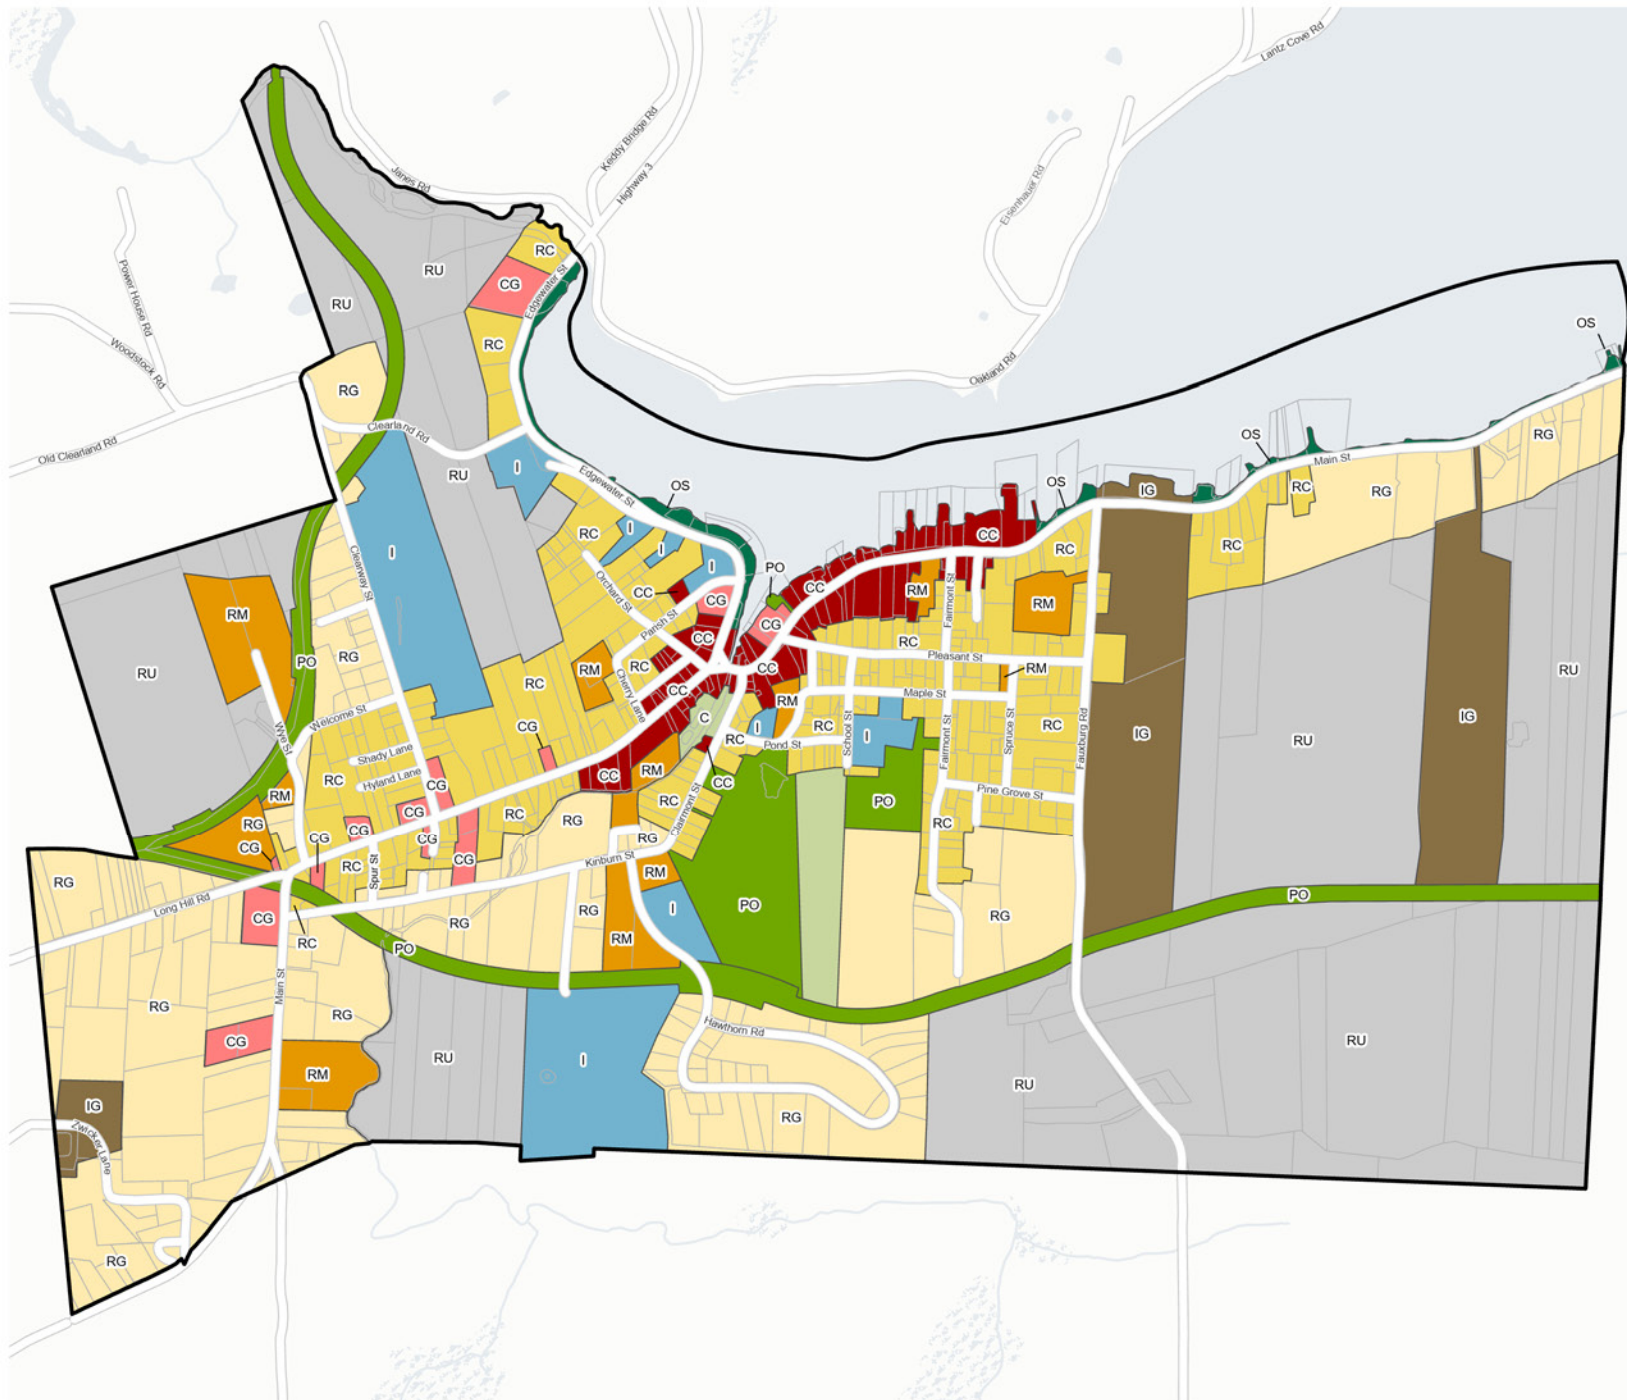 Lantz Cove Rd
Keddy Bridge Rd
Highway 3
Janes Rd
Eisenhauer Rd
RC
RU
CG
Edgewater St
Power House Rd
RU
OS
RC
Woodstock Rd
Oakland Rd
RG
Clearland Rd
Old Clearland Rd
OS
RG
Main St
RU
I
Edgewater St
OS
OS
IG
RC
RG
RC
I
CC
I
I
RC
RC
Clearway St
I
PO
CC
Orchard St
CC
CG
RM
Fairmont St
RM
RM
Parish St
CG
CC
RC
PO
RG
RC
Pleasant St
RM
RU
RM
RC
CC
RU
RC
Cherry Lane
CC
RM
Maple St
Welcome St
C
IG
CG
I
RC
School St
I
Fairmont St
Spruce St
RC
Fauxburg Rd
IG
RU
Wye St
Shady Lane
RC
Pond St
Hyland Lane
RC
CC
RM
CC
CG
Pine Grove St
RM
RC
PO
CG
RC
RG
Clairmont St
RC
RG
CG
CG
CG
RG
CG
Spur St
RC
CG
Kinburn St
RM
RG
PO
Long Hill Rd
CG
RC
RG
RG
I
PO
RG
RM
PO
Main St
RG
RG
Hawthorn Rd
CG
RU
I
RU
RM
RU
IG
RG
Zwicker Lane
RG